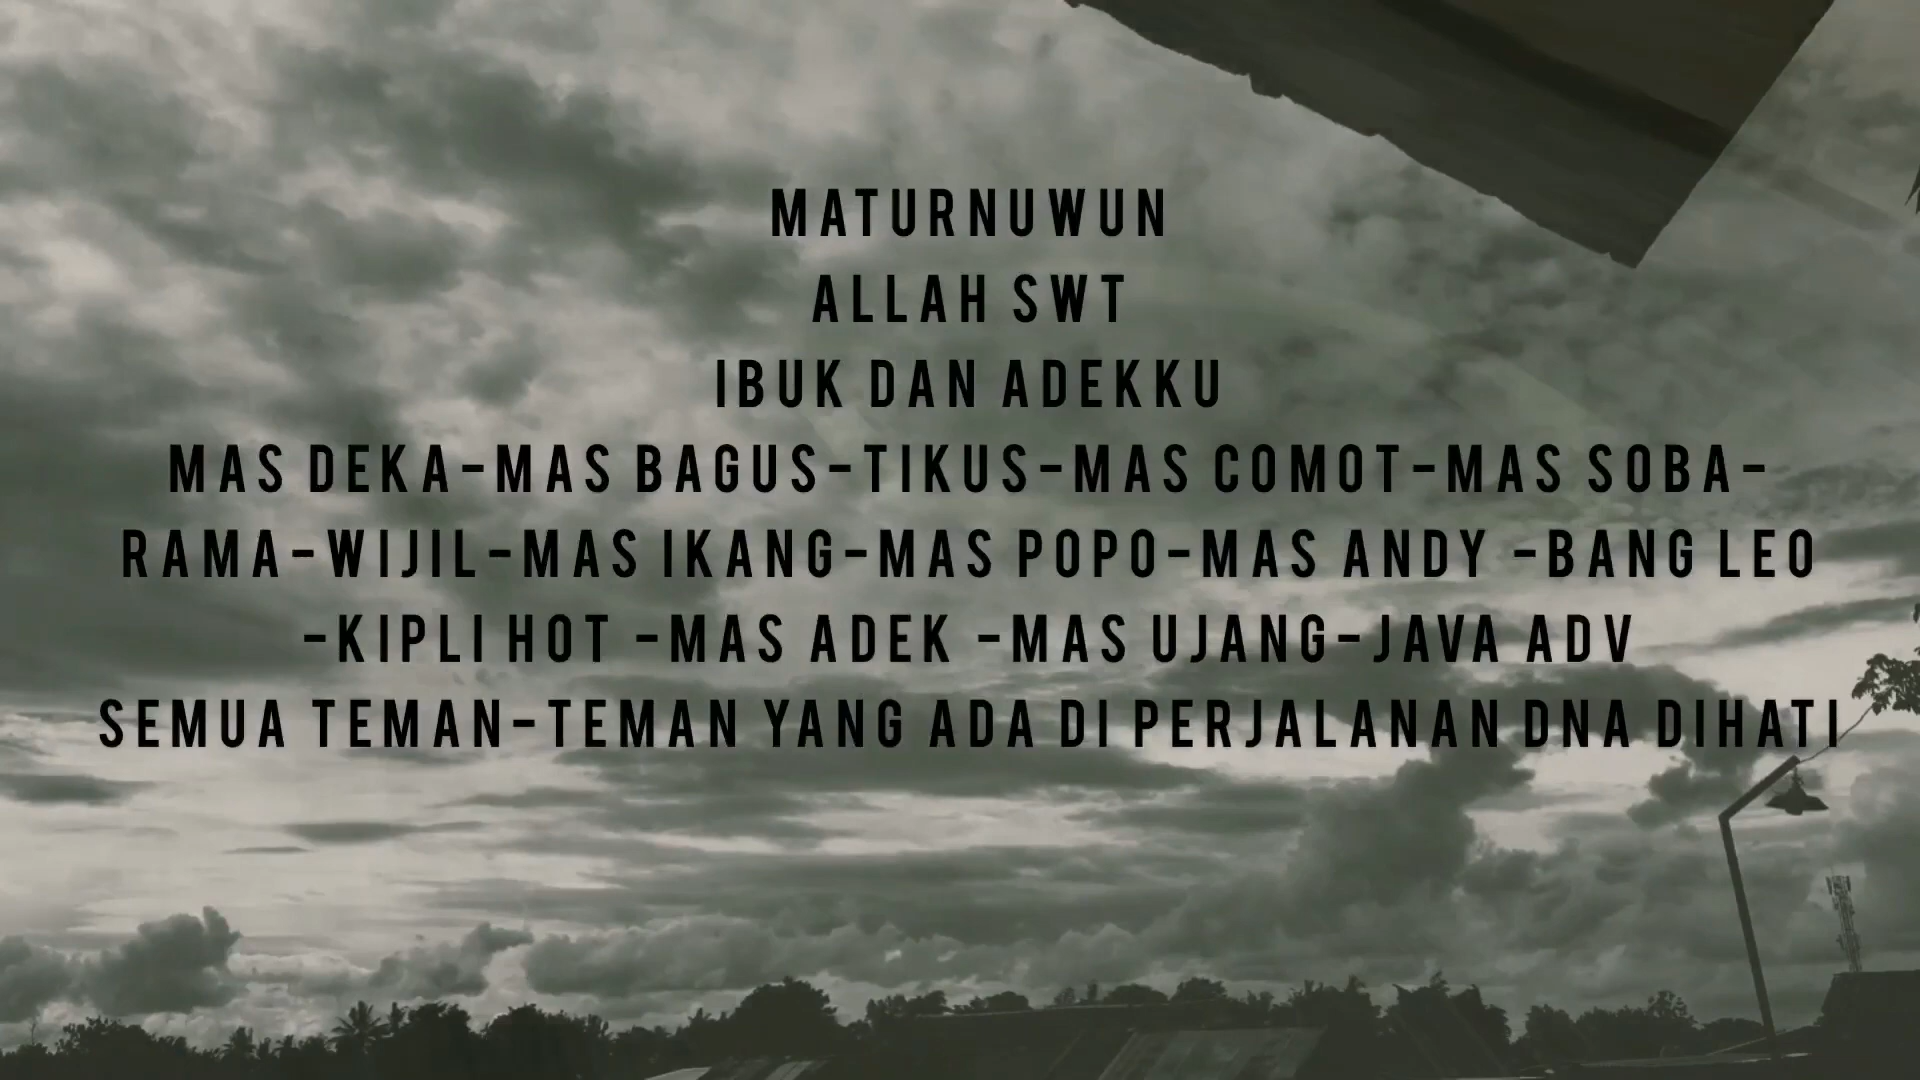 MATURNUWUN
ALLAH SWT
IBUK DAN ADEKKU
MAS DEKA-MAS BAGUS-TIKUS-MAS COMOT-MAS SOBA-
RAMA-WIJIL-MAS IKANG-MAS POPO-MAS ANDY -BANG LEO
-KIPLI HOT -MAS ADEK -MAS UJANG-JAVA ADV
SEMUA TEMAN-TEMAN YANG ADA DI PERJALANAN DNA DIHATI